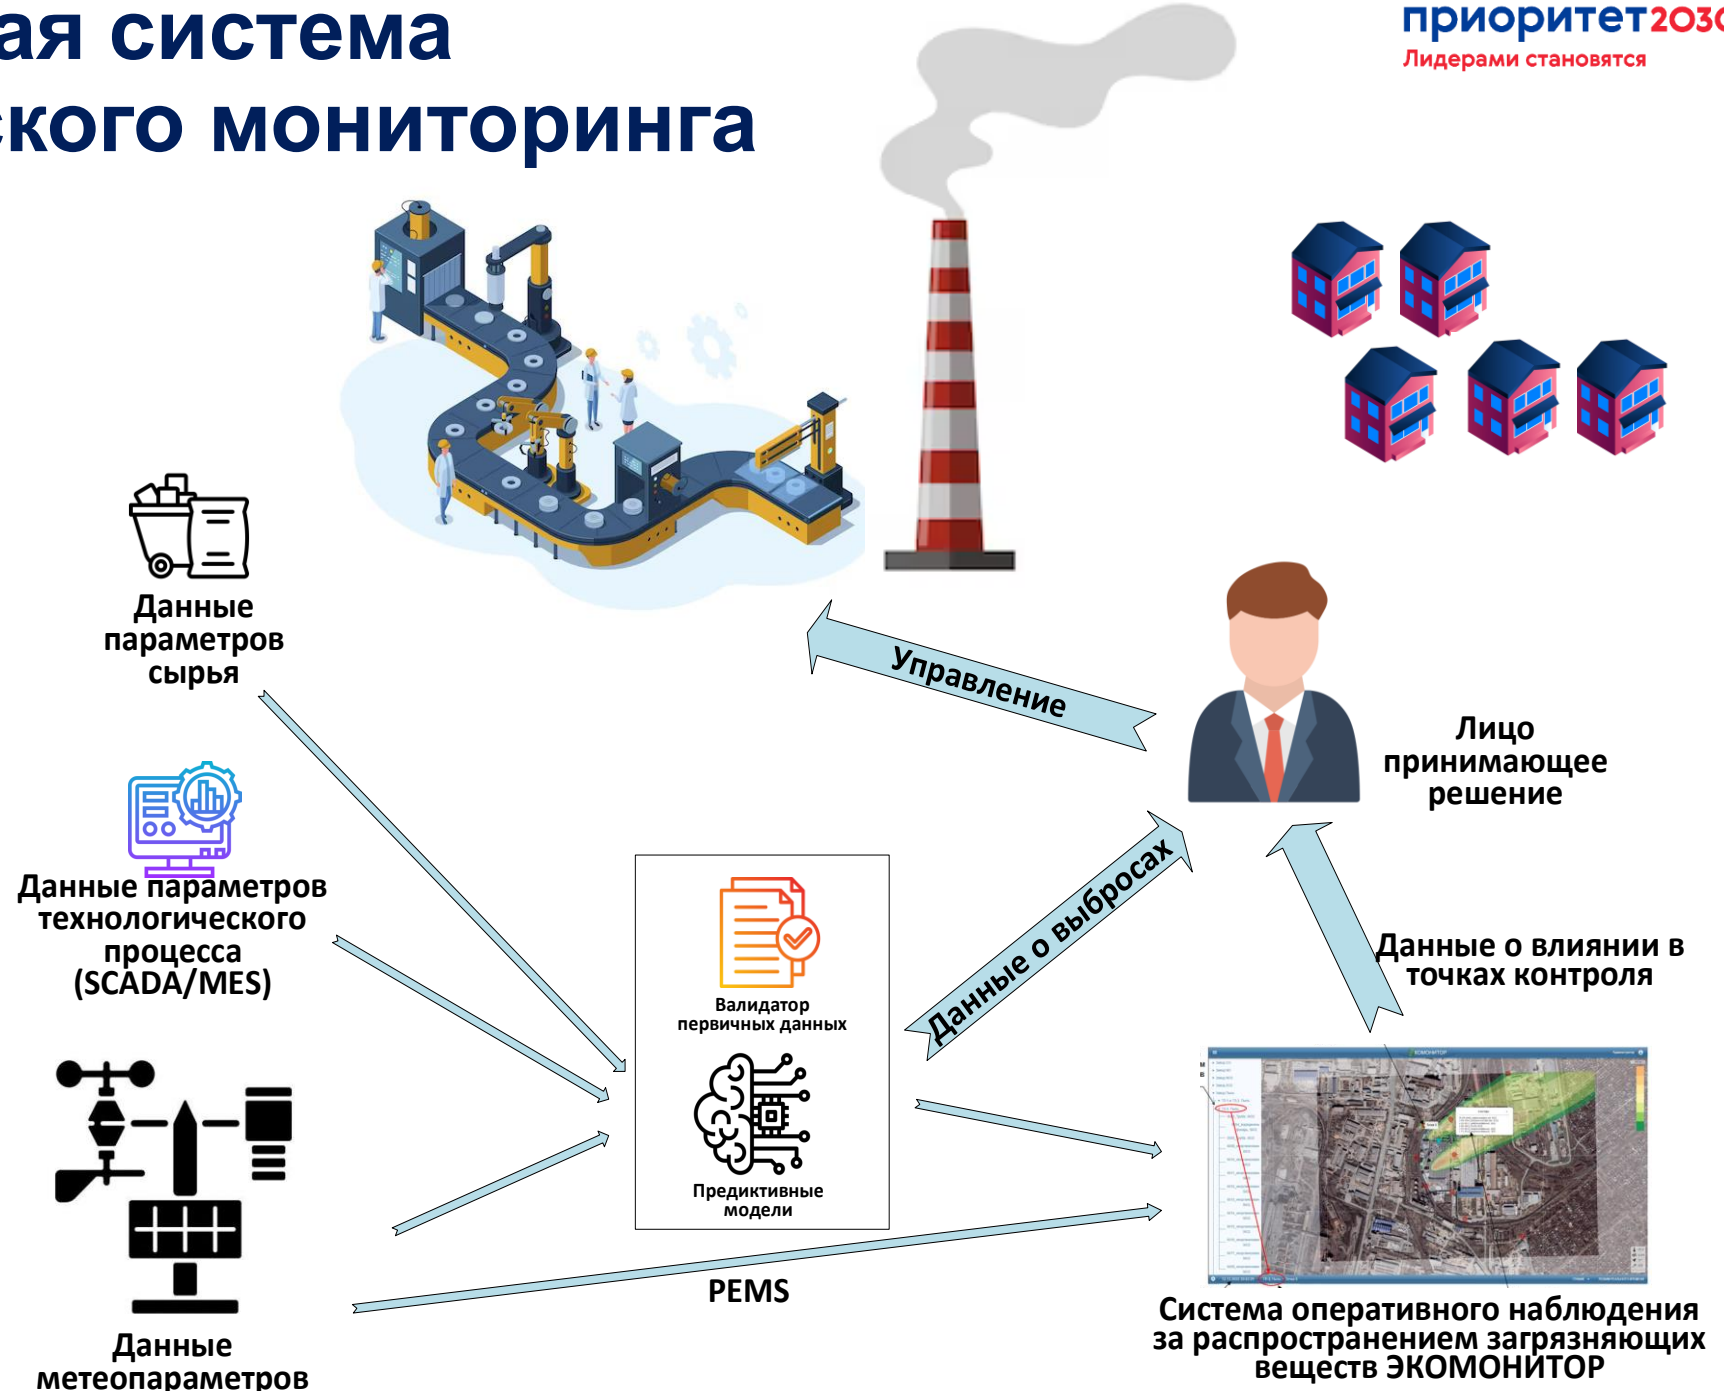 ая система
ского мониторинга
приоритет2030
Лидерами становятся
Данные
параметров
сырья
Управление
Лицо
принимающее
решение
Данные параметров
технологического
процесса
(SCADA/MES)
Валидатор
первичных данных
Предиктивные
модели
Данные о выбросах
Данные о влиянии в
точках контроля
PEMS
Данные
метеопараметров
Система оперативного наблюдения
за распространением загрязняющих
веществ ЭКОМОНИТОР